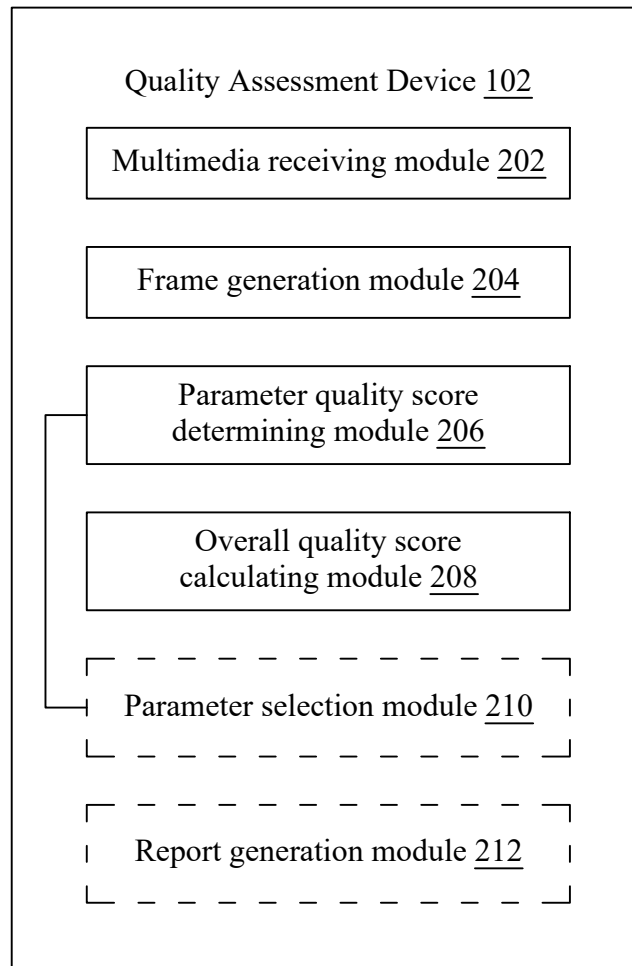 Quality Assessment Device 102
Multimedia receiving module 202
Frame generation module 204
Parameter quality score
determining module 206
Overall quality score
calculating module 208
Parameter selection module 210
Report generation module 212